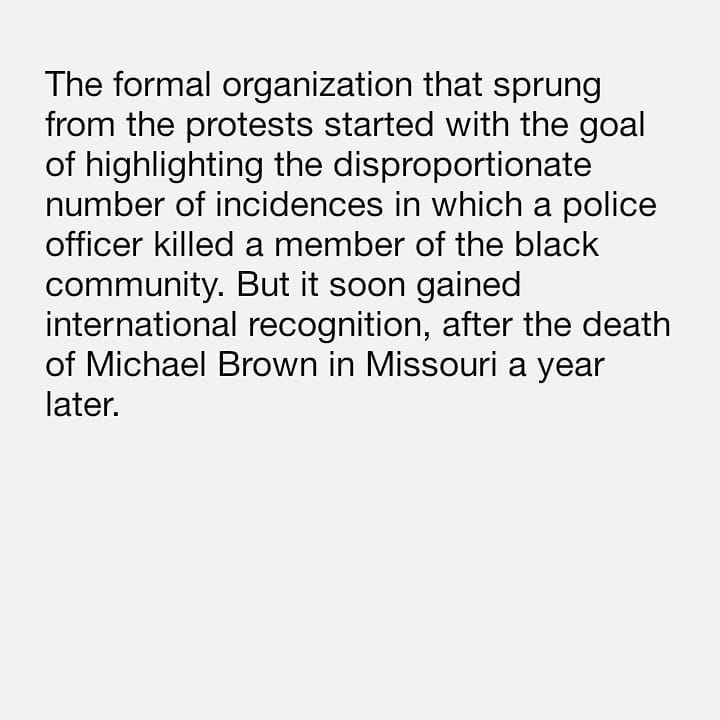 The formal organization that sprung
from the protests started with the goal
of highlighting the disproportionate
number of incidences in which a police
officer killed a member of the black
community. But it soon gained
international recognition, after the death
of Michael Brown in Missouri a year
later.